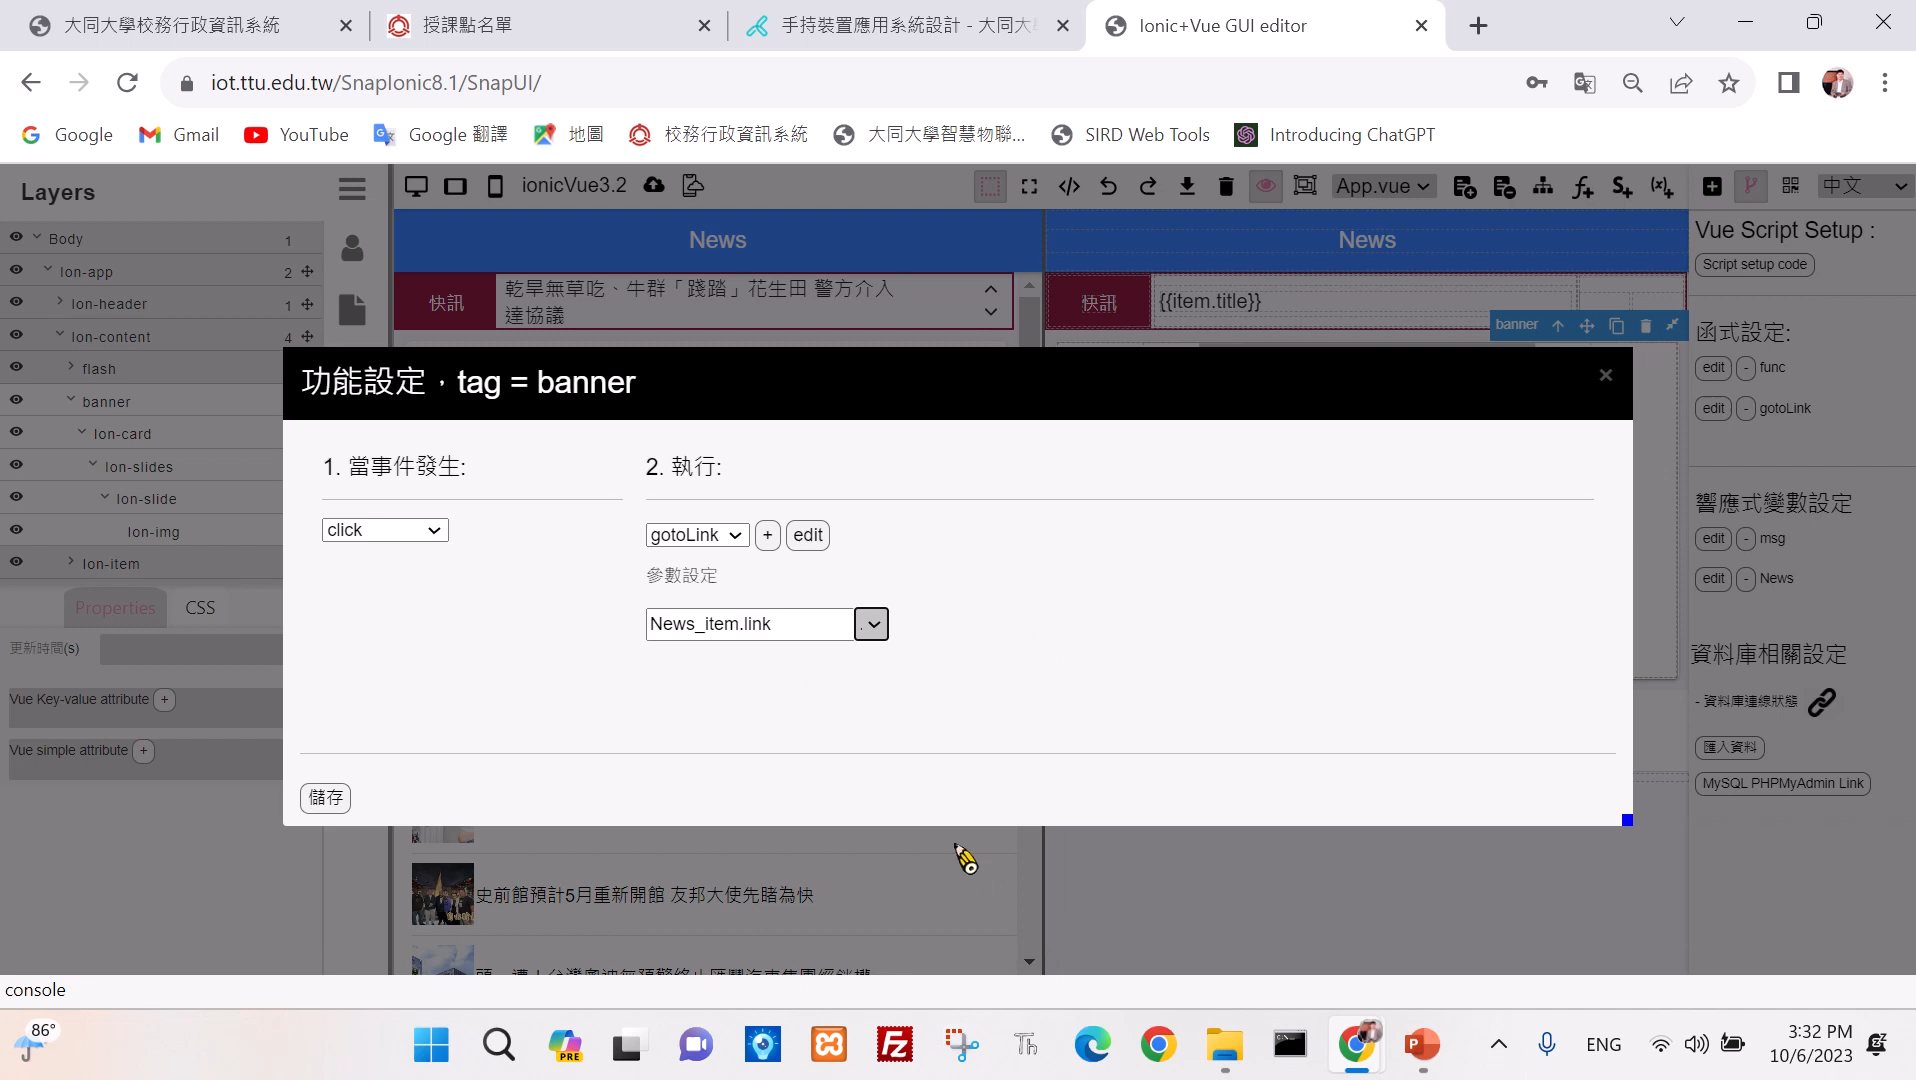 大同大學校務行政資訊系統
授課點名單
手持裝置應用系統設計 - 大同大
Ionic+Vue GUI editor
iot.ttu.edu.tw/SnapIonic8.1/SnapUI/
Google
Gmail
YouTube
Google 翻譯
地圖
校務行政資訊系統
大同大學智慧物聯...
SIRD Web Tools
Introducing ChatGPT
Layers
ionicVue3.2
App.vue
中文
Body 1
Ion-app 2
Ion-header 1
Ion-content 4
flash
banner
Ion-card
Ion-slides
Ion-slide
Ion-img
Ion-item
Properties
CSS
更新時間(s)
Vue Key-value attribute +
Vue simple attribute +
News
快訊
乾旱無草吃、牛群「踐踏」花生田 警方介入
達協議
News
快訊
{{item.title}}
banner
功能設定，tag = banner
×
1. 當事件發生:
click
2. 執行:
gotoLink
+
edit
參數設定
News_item.link
儲存
史前館預計5月重新開館 友邦大使先睹為快
Vue Script Setup :
Script setup code
函式設定:
edit - func
edit - gotoLink
響應式變數設定
edit - msg
edit - News
資料庫相關設定
- 資料庫連線狀態
匯入資料
MySQL PHPMyAdmin Link
console
86°
PRE
Th
ENG
3:32 PM
10/6/2023